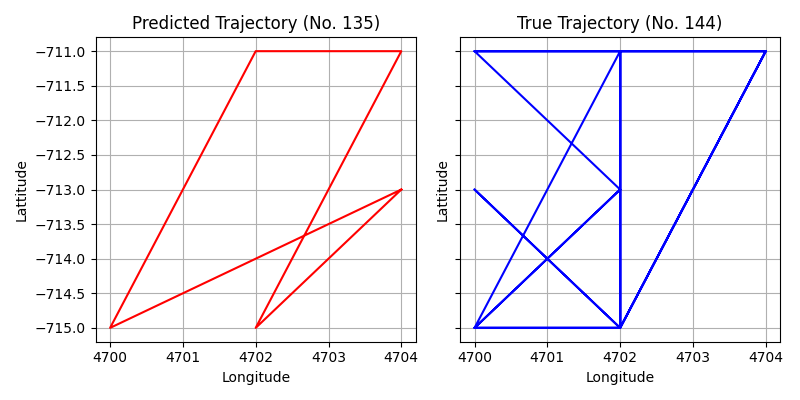 Predicted Trajectory (No. 135)
True Trajectory (No. 144)
−711.0
−711.5
−712.0
−712.5
−713.0
−713.5
−714.0
−714.5
−715.0
Lattitude
Lattitude
4700 4701 4702 4703 4704
4700 4701 4702 4703 4704
Longitude
Longitude